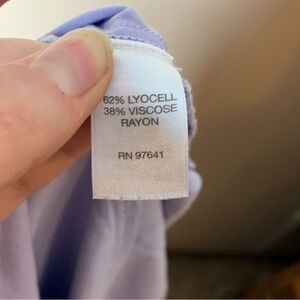 62% LYOCELL
38% VISCOSE
RAYON
RN 97641